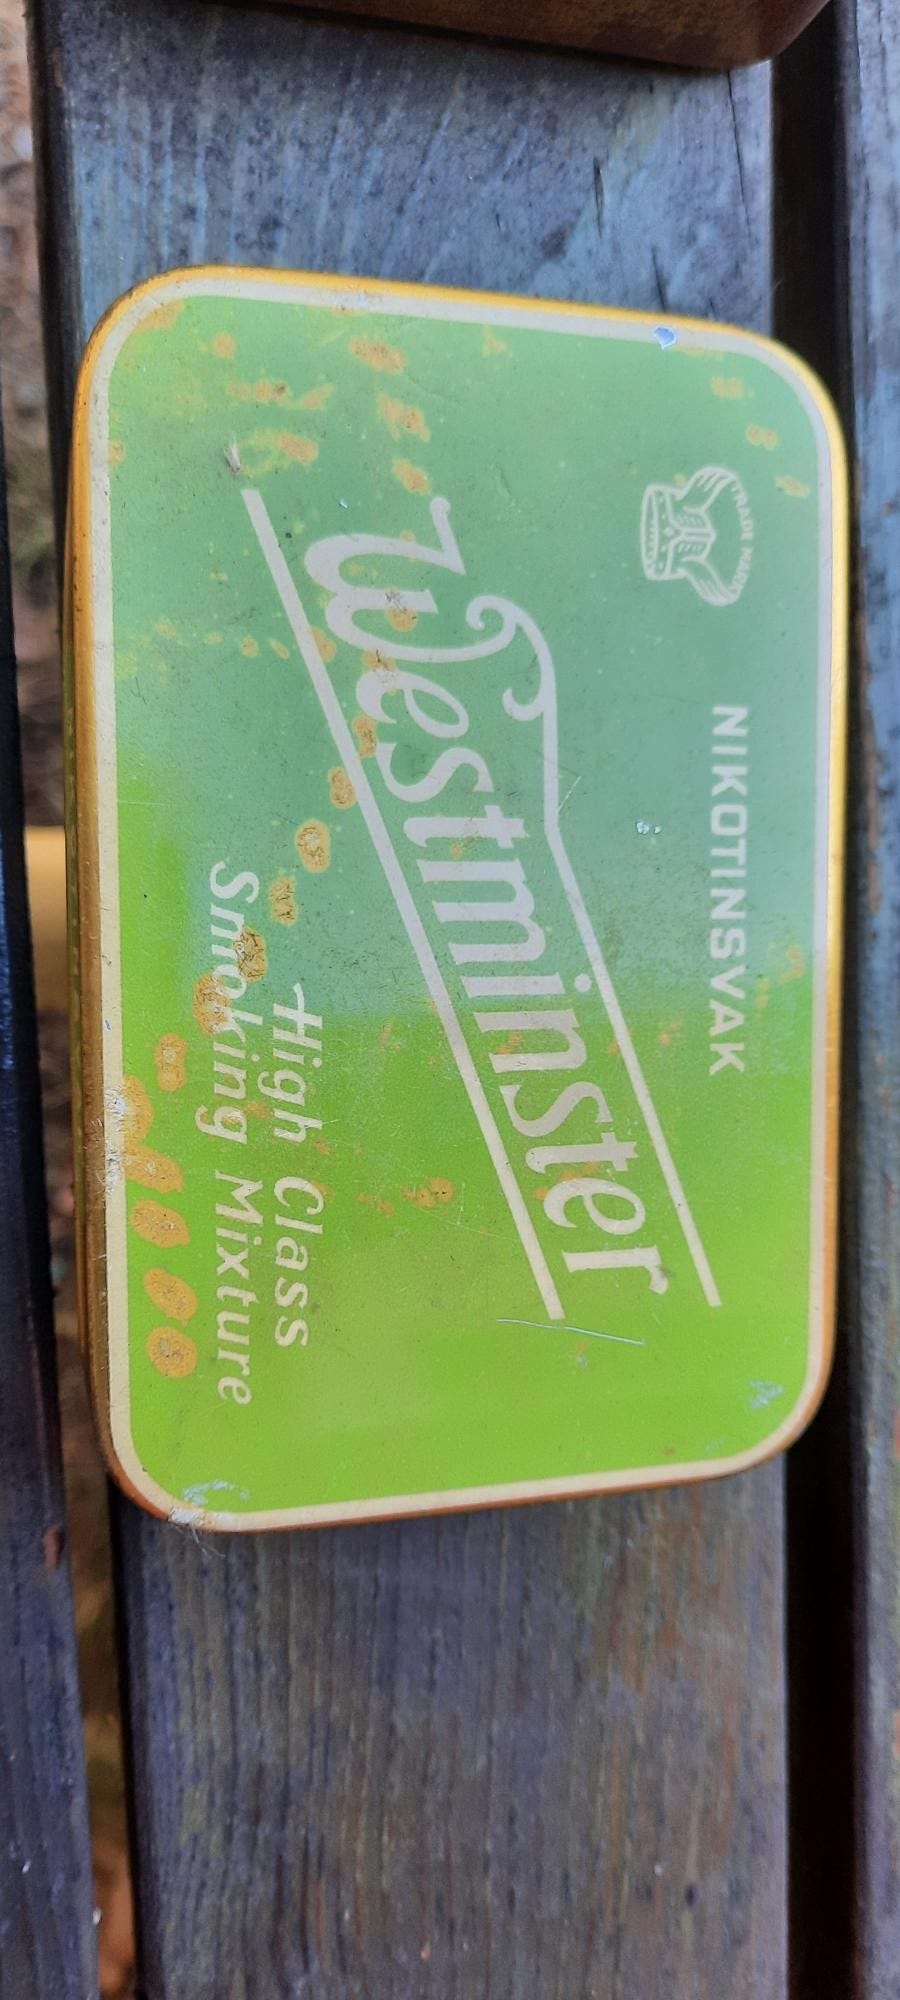 TRADE MARK
NIKOTINSVAK
Westminster
High Class
Smoking Mixture